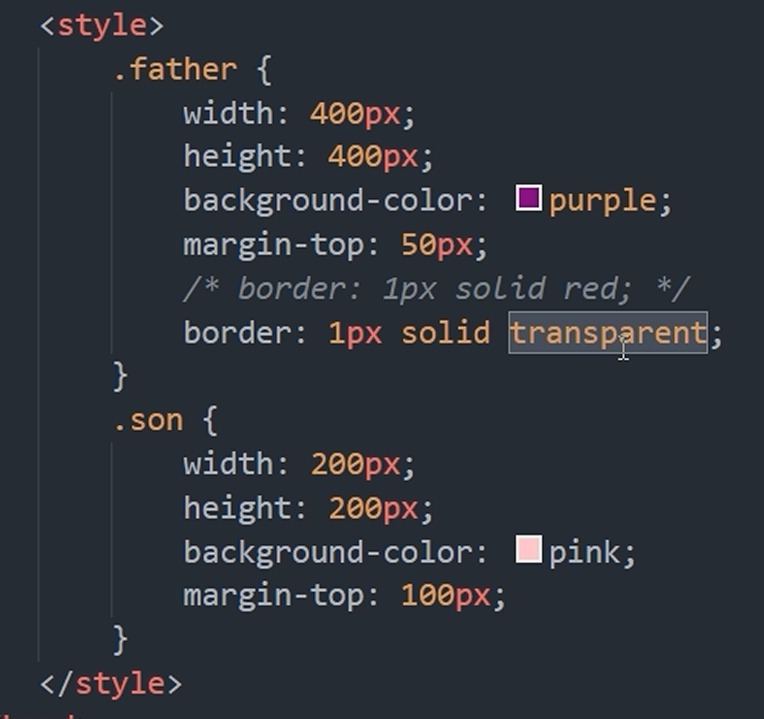 <style>
.father {
width: 400px;
height: 400px;
background-color: purple;
margin-top: 50px;
/* border: 1px solid red; */
border: 1px solid transparent;
}
.son {
width: 200px;
height: 200px;
background-color: pink;
margin-top: 100px;
}
</style>